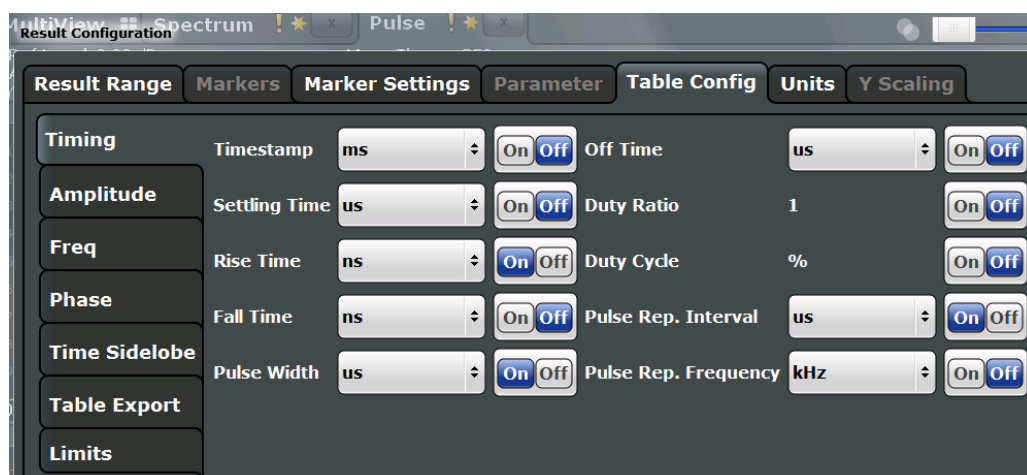 MultiView Spectrum ! x Pulse ! x
Result Configuration
Result Range Markers Marker Settings Parameter Table Config Units Y Scaling
Timing
Amplitude
Freq
Phase
Time Sidelobe
Table Export
Limits
Timestamp ms On Off Off Time us On Off
Settling Time us On Off Duty Ratio 1 On Off
Rise Time ns On Off Duty Cycle % On Off
Fall Time ns On Off Pulse Rep. Interval us On Off
Pulse Width us On Off Pulse Rep. Frequency kHz On Off